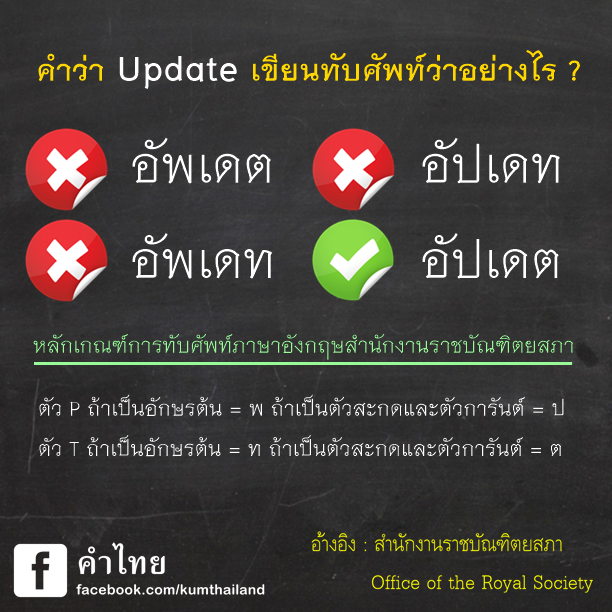 คำว่า Update เขียนทับศัพท์ว่าอย่างไร ?
อัพเดต อัปเดท
อัพเดท อัปเดต
หลักเกณฑ์การทับศัพท์ภาษาอังกฤษสำนักงานราชบัณฑิตยสภา
ตัว P ถ้าเป็นอักษรต้น = พ ถ้าเป็นตัวสะกดและตัวการันต์ = ป
ตัว T ถ้าเป็นอักษรต้น = ท ถ้าเป็นตัวสะกดและตัวการันต์ = ต
อ้างอิง : สำนักงานราชบัณฑิตยสภา
Office of the Royal Society
f คำไทย
facebook.com/kumthailand